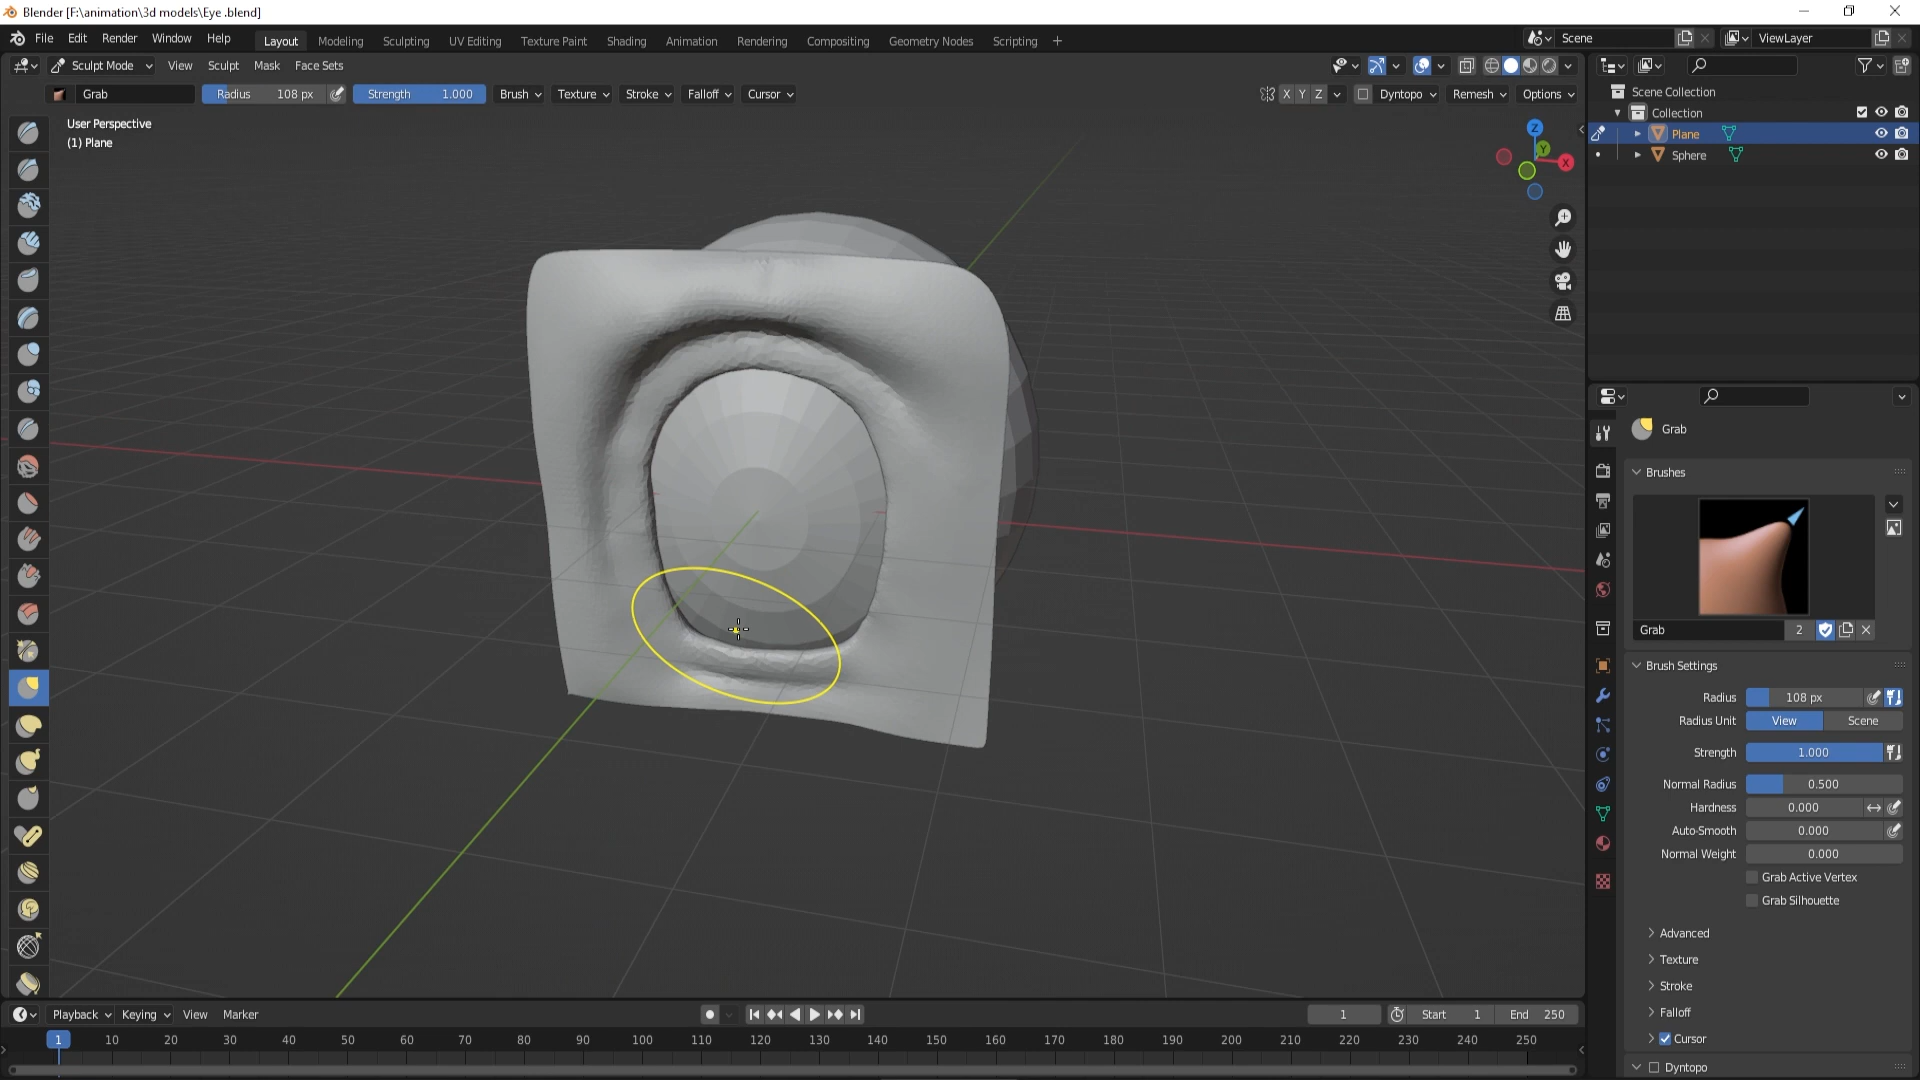 Blender [F:\animation\3d models\Eye .blend]
File Edit Render Window Help Layout Modeling Sculpting UV Editing Texture Paint Shading Animation Rendering Compositing Geometry Nodes Scripting + Scene ViewLayer
Sculpt Mode View Sculpt Mask Face Sets
Grab Radius 108 px Strength 1.000 Brush Texture Stroke Falloff Cursor X Y Z Dyntopo Remesh Options
User Perspective
(1) Plane
Z
Y
X
Scene Collection
Collection
Plane
Sphere
Grab
Brushes
Grab 2
Brush Settings
Radius 108 px
Radius Unit View Scene
Strength 1.000
Normal Radius 0.500
Hardness 0.000
Auto-Smooth 0.000
Normal Weight 0.000
Grab Active Vertex
Grab Silhouette
Advanced
Texture
Stroke
Falloff
Cursor
Dyntopo
Playback Keying View Marker 1 Start 1 End 250
1 10 20 30 40 50 60 70 80 90 100 110 120 130 140 150 160 170 180 190 200 210 220 230 240 250